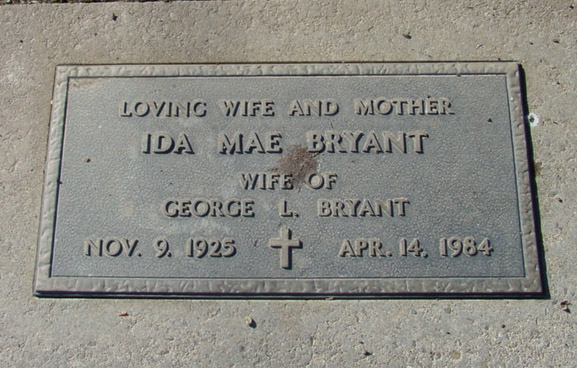 LOVING WIFE AND MOTHER
IDA MAE BRYANT
WIFE OF
GEORGE L. BRYANT
NOV. 9, 1925 APR. 14, 1984